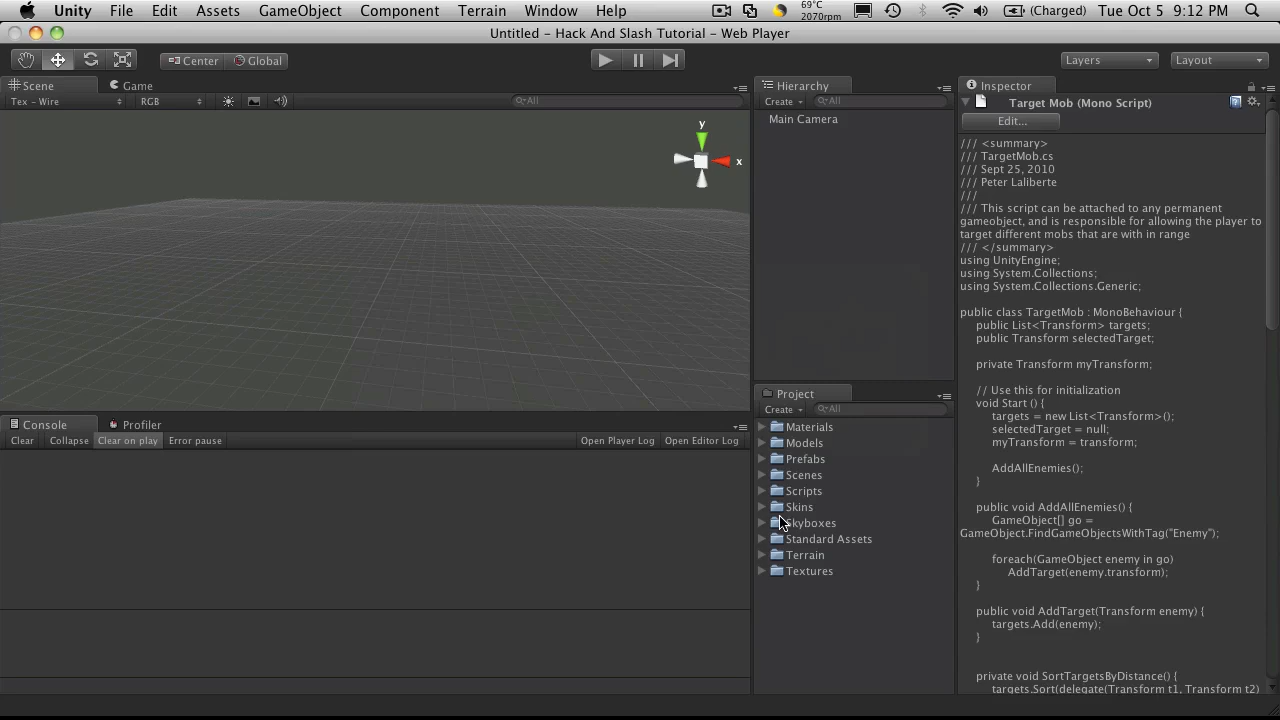 Unity File Edit Assets GameObject Component Terrain Window Help 69°C 2070rpm (Charged) Tue Oct 5 9:12 PM
Untitled - Hack And Slash Tutorial - Web Player
Center Global Layers Layout
Scene Game
Tex - Wire RGB All
y
x
Hierarchy
Create All
Main Camera
Project
Create All
Materials
Models
Prefabs
Scenes
Scripts
Skins
Skyboxes
Standard Assets
Terrain
Textures
Console Profiler
Clear Collapse Clear on play Error pause Open Player Log Open Editor Log
Inspector
Target Mob (Mono Script)
Edit...
/// <summary>
/// TargetMob.cs
/// Sept 25, 2010
/// Peter Laliberte
///
/// This script can be attached to any permanent
gameobject, and is responsible for allowing the player to
target different mobs that are with in range
/// </summary>
using UnityEngine;
using System.Collections;
using System.Collections.Generic;
public class TargetMob : MonoBehaviour {
public List<Transform> targets;
public Transform selectedTarget;
private Transform myTransform;
// Use this for initialization
void Start () {
targets = new List<Transform>();
selectedTarget = null;
myTransform = transform;
AddAllEnemies();
}
public void AddAllEnemies() {
GameObject[] go =
GameObject.FindGameObjectsWithTag("Enemy");
foreach(GameObject enemy in go)
AddTarget(enemy.transform);
}
public void AddTarget(Transform enemy) {
targets.Add(enemy);
}
private void SortTargetsByDistance() {
targets.Sort(delegate(Transform t1, Transform t2)